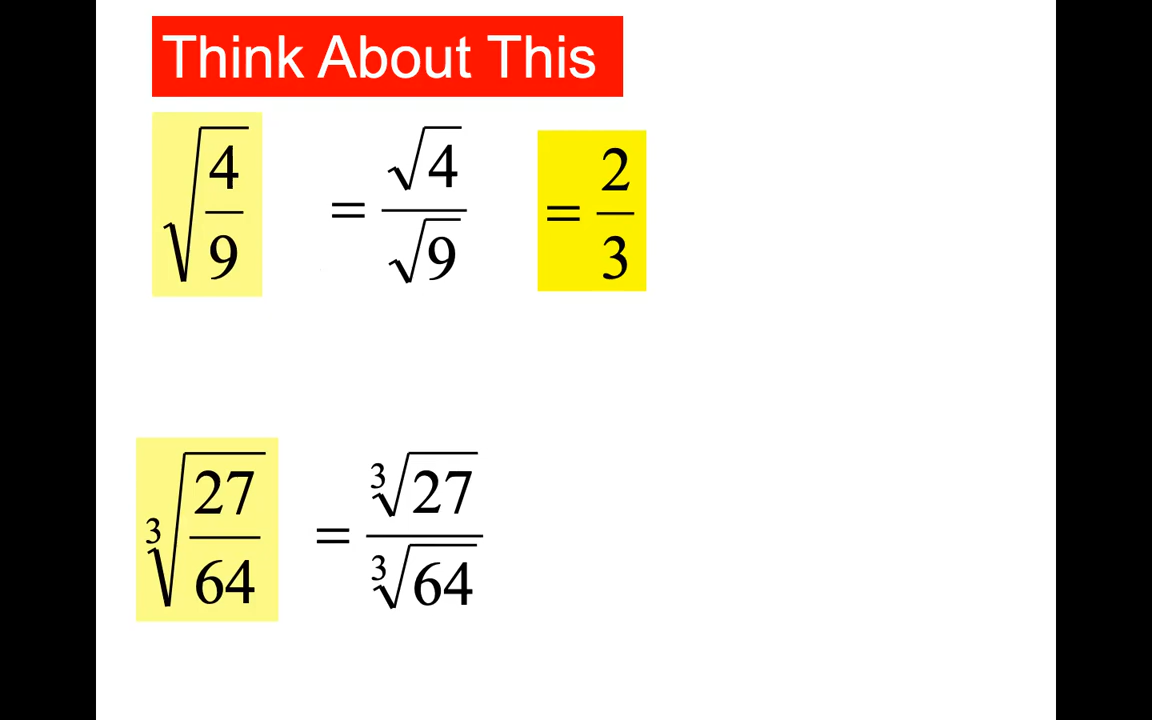 Think About This
√(4/9) = √4/√9 = 2/3
∛(27/64) = ∛27/∛64